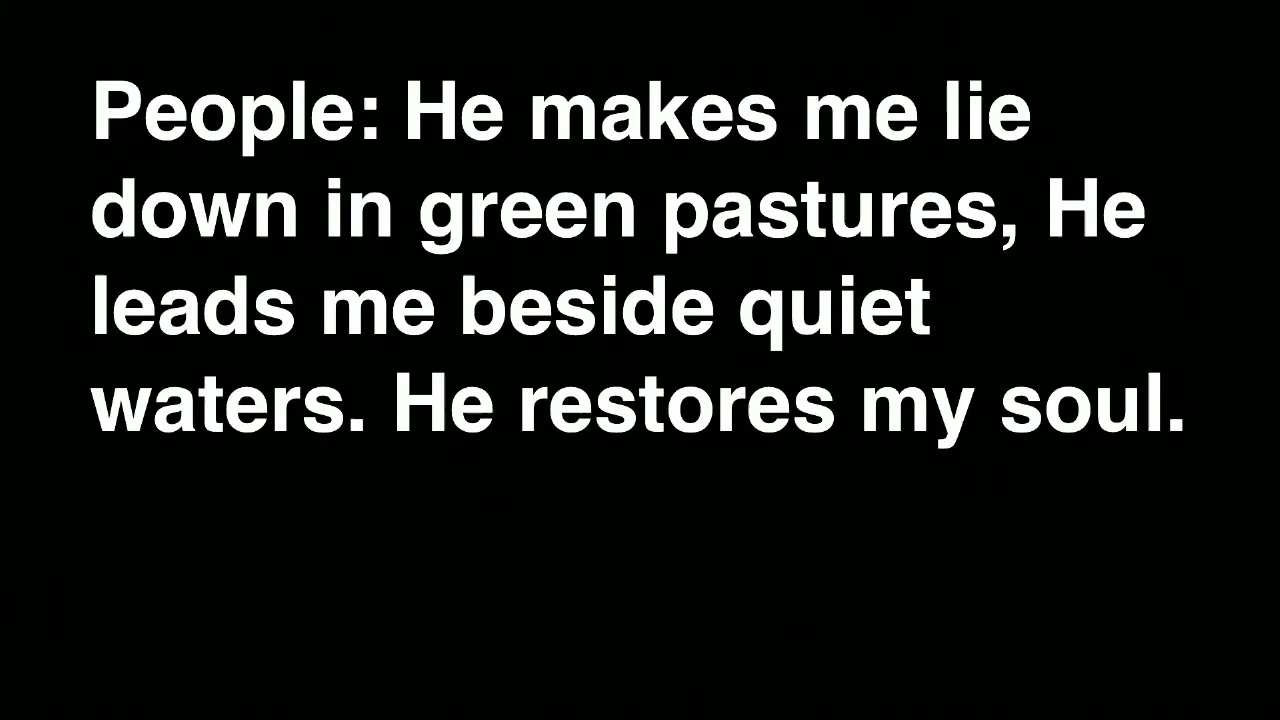 People: He makes me lie
down in green pastures, He
leads me beside quiet
waters. He restores my soul.